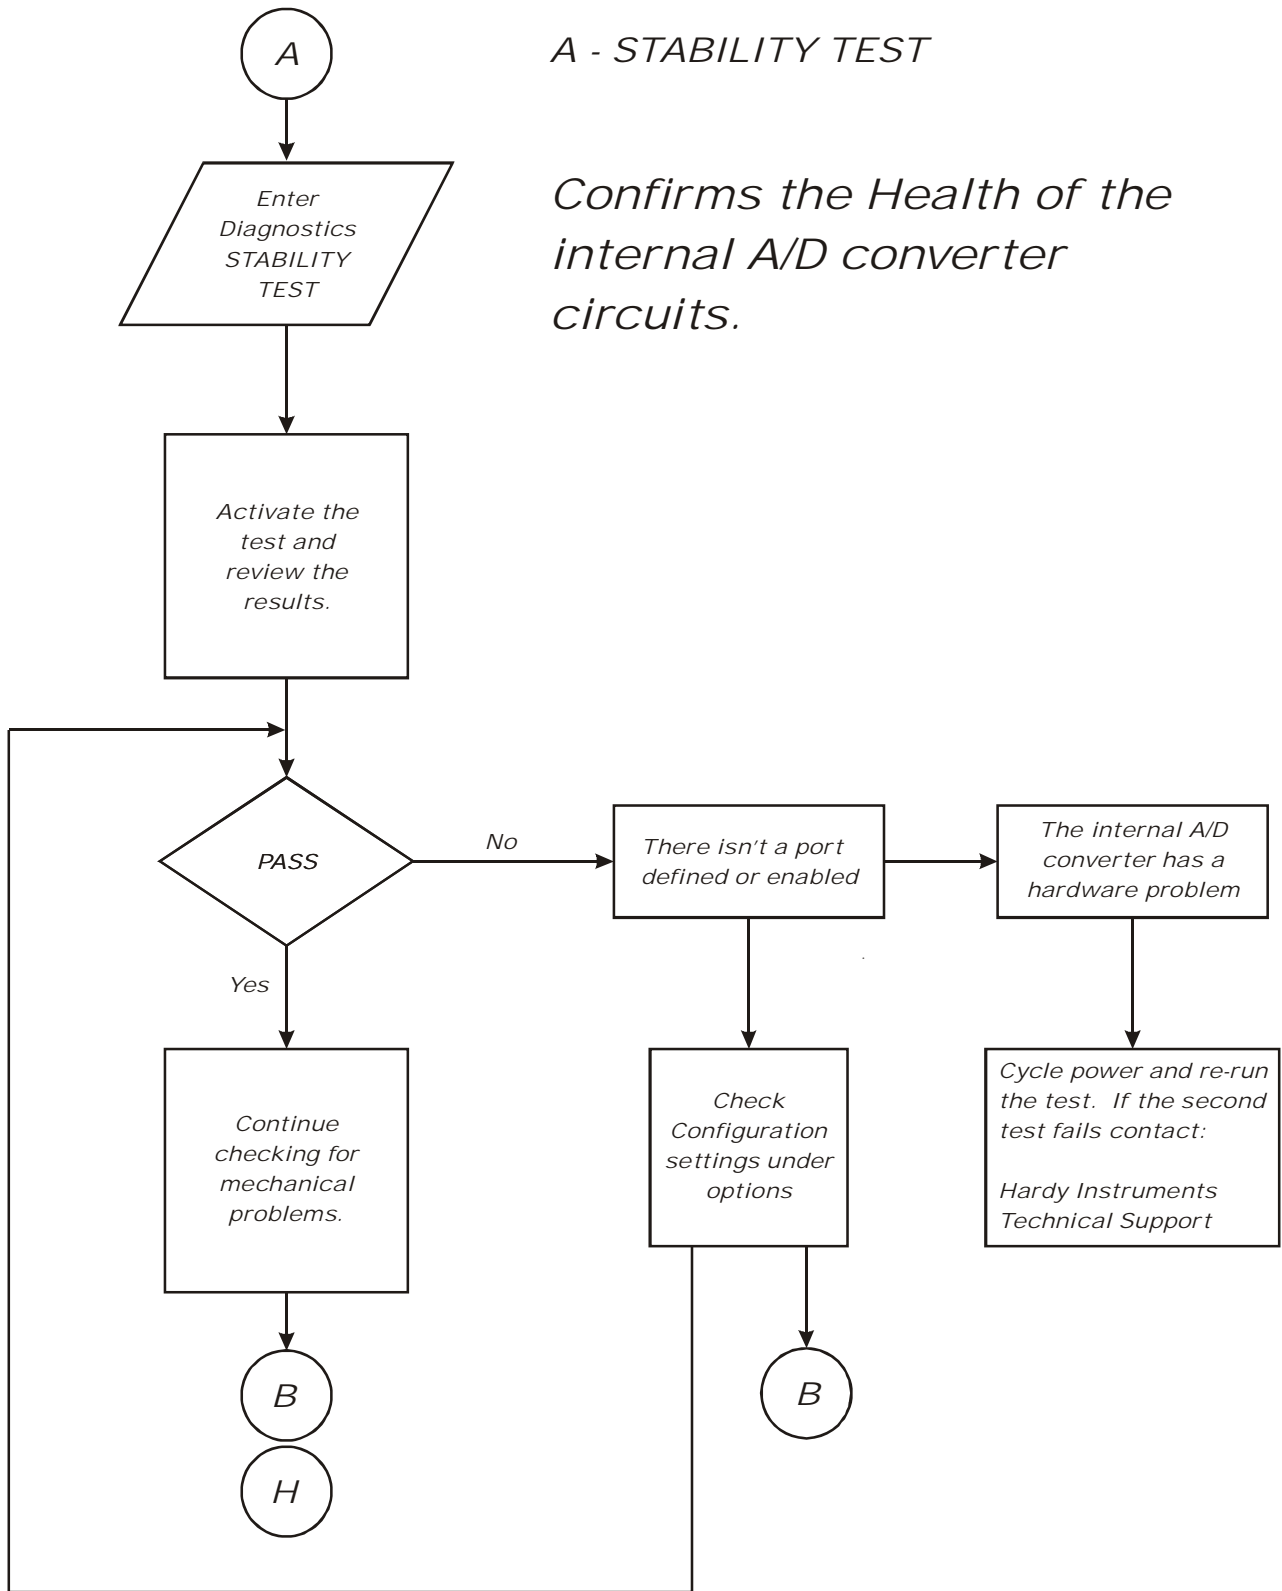 A
A - STABILITY TEST
Enter
Diagnostics
STABILITY
TEST
Confirms the Health of the
internal A/D converter
circuits.
Activate the
test and
review the
results.
PASS
No
There isn't a port
defined or enabled
The internal A/D
converter has a
hardware problem
Yes
Continue
checking for
mechanical
problems.
Check
Configuration
settings under
options
Cycle power and re-run
the test.  If the second
test fails contact:
Hardy Instruments
Technical Support
B
H
B